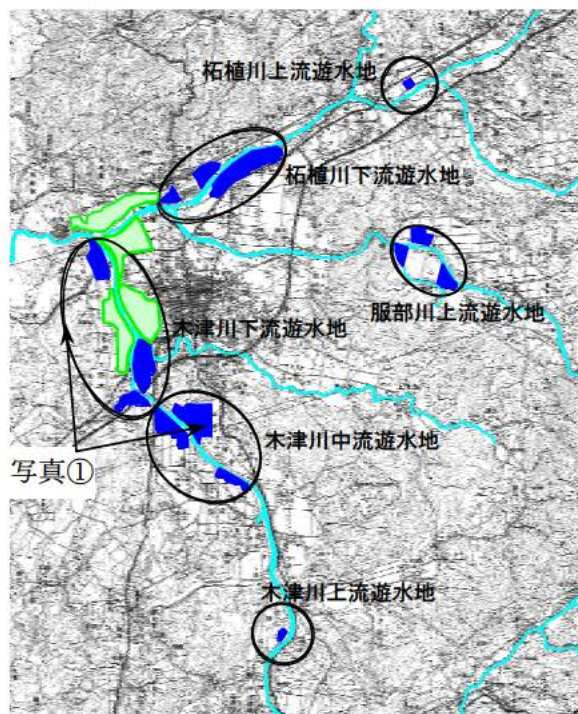 柘植川上流遊水地
柘植川下流遊水地
服部川上流遊水地
木津川下流遊水地
木津川中流遊水地
写真①
木津川上流遊水地